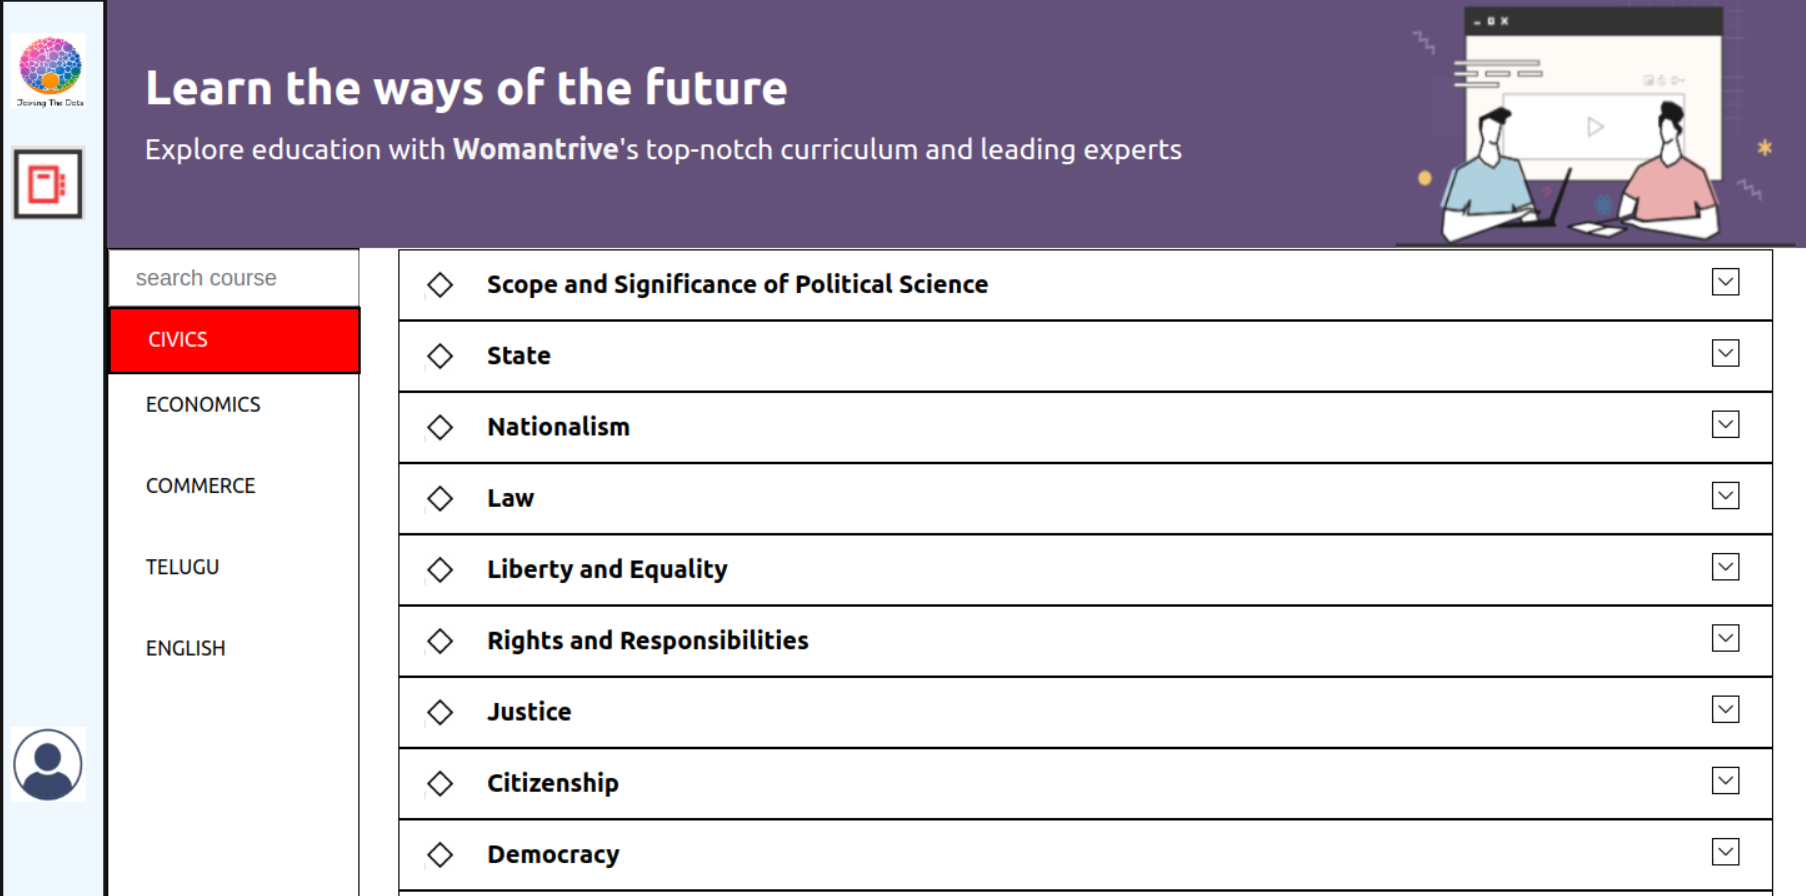 Joining The Dots
Learn the ways of the future
Explore education with Womantrive's top-notch curriculum and leading experts
search course
CIVICS
ECONOMICS
COMMERCE
TELUGU
ENGLISH
Scope and Significance of Political Science
State
Nationalism
Law
Liberty and Equality
Rights and Responsibilities
Justice
Citizenship
Democracy